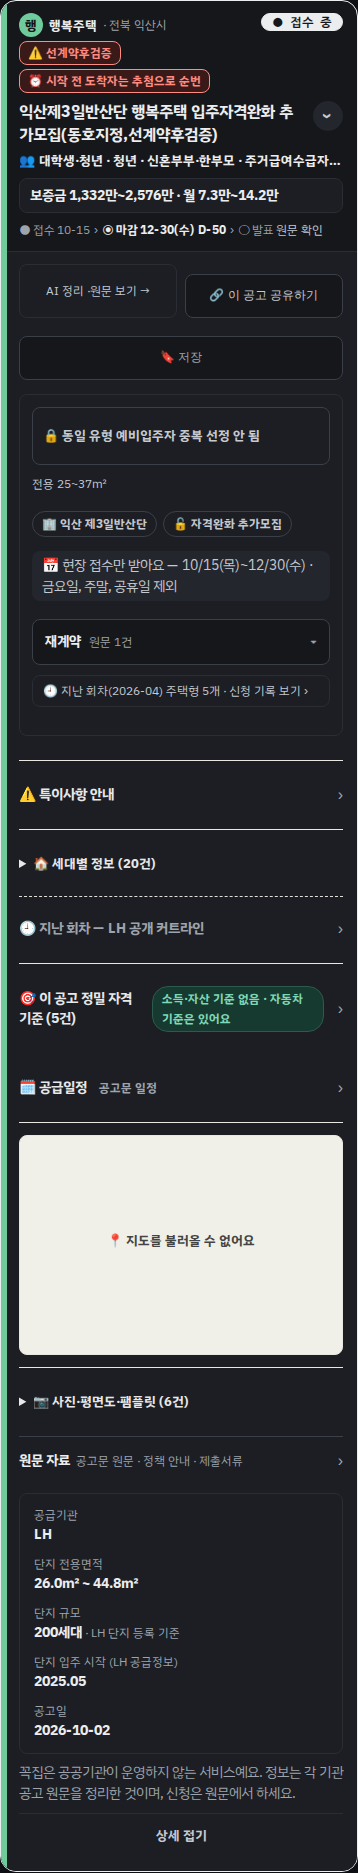 행 행복주택 · 전북 익산시 ● 접수 중
⚠️ 선계약후검증
⏰ 시작 전 도착자는 추첨으로 순번
익산제3일반산단 행복주택 입주자격완화 추
가모집(동호지정,선계약후검증)
👥 대학생·청년 · 청년 · 신혼부부·한부모 · 주거급여수급자...
보증금 1,332만~2,576만 · 월 7.3만~14.2만
접수 10-15 › 마감 12-30(수) D-50 › 발표 원문 확인
AI 정리 ·원문 보기 →
🔗 이 공고 공유하기
🔖 저장
🔒 동일 유형 예비입주자 중복 선정 안 됨
전용 25~37m²
🏢 익산 제3일반산단
🔓 자격완화 추가모집
📅 현장 접수만 받아요 — 10/15(목)~12/30(수) ·
금요일, 주말, 공휴일 제외
재계약 원문 1건
🕘 지난 회차(2026-04) 주택형 5개 · 신청 기록 보기 ›
⚠️ 특이사항 안내 ›
▶ 🏠 세대별 정보 (20건)
🕘 지난 회차 — LH 공개 커트라인 ›
🎯 이 공고 정밀 자격
기준 (5건)
소득·자산 기준 없음 · 자동차
기준은 있어요 ›
🗓️ 공급일정 공고문 일정 ›
📍 지도를 불러올 수 없어요
▶ 📷 사진·평면도·팸플릿 (6건)
원문 자료 공고문 원문 · 정책 안내 · 제출서류 ›
공급기관
LH
단지 전용면적
26.0m² ~ 44.8m²
단지 규모
200세대 · LH 단지 등록 기준
단지 입주 시작 (LH 공급정보)
2025.05
공고일
2026-10-02
꼭집은 공공기관이 운영하지 않는 서비스예요. 정보는 각 기관
공고 원문을 정리한 것이며, 신청은 원문에서 하세요.
상세 접기